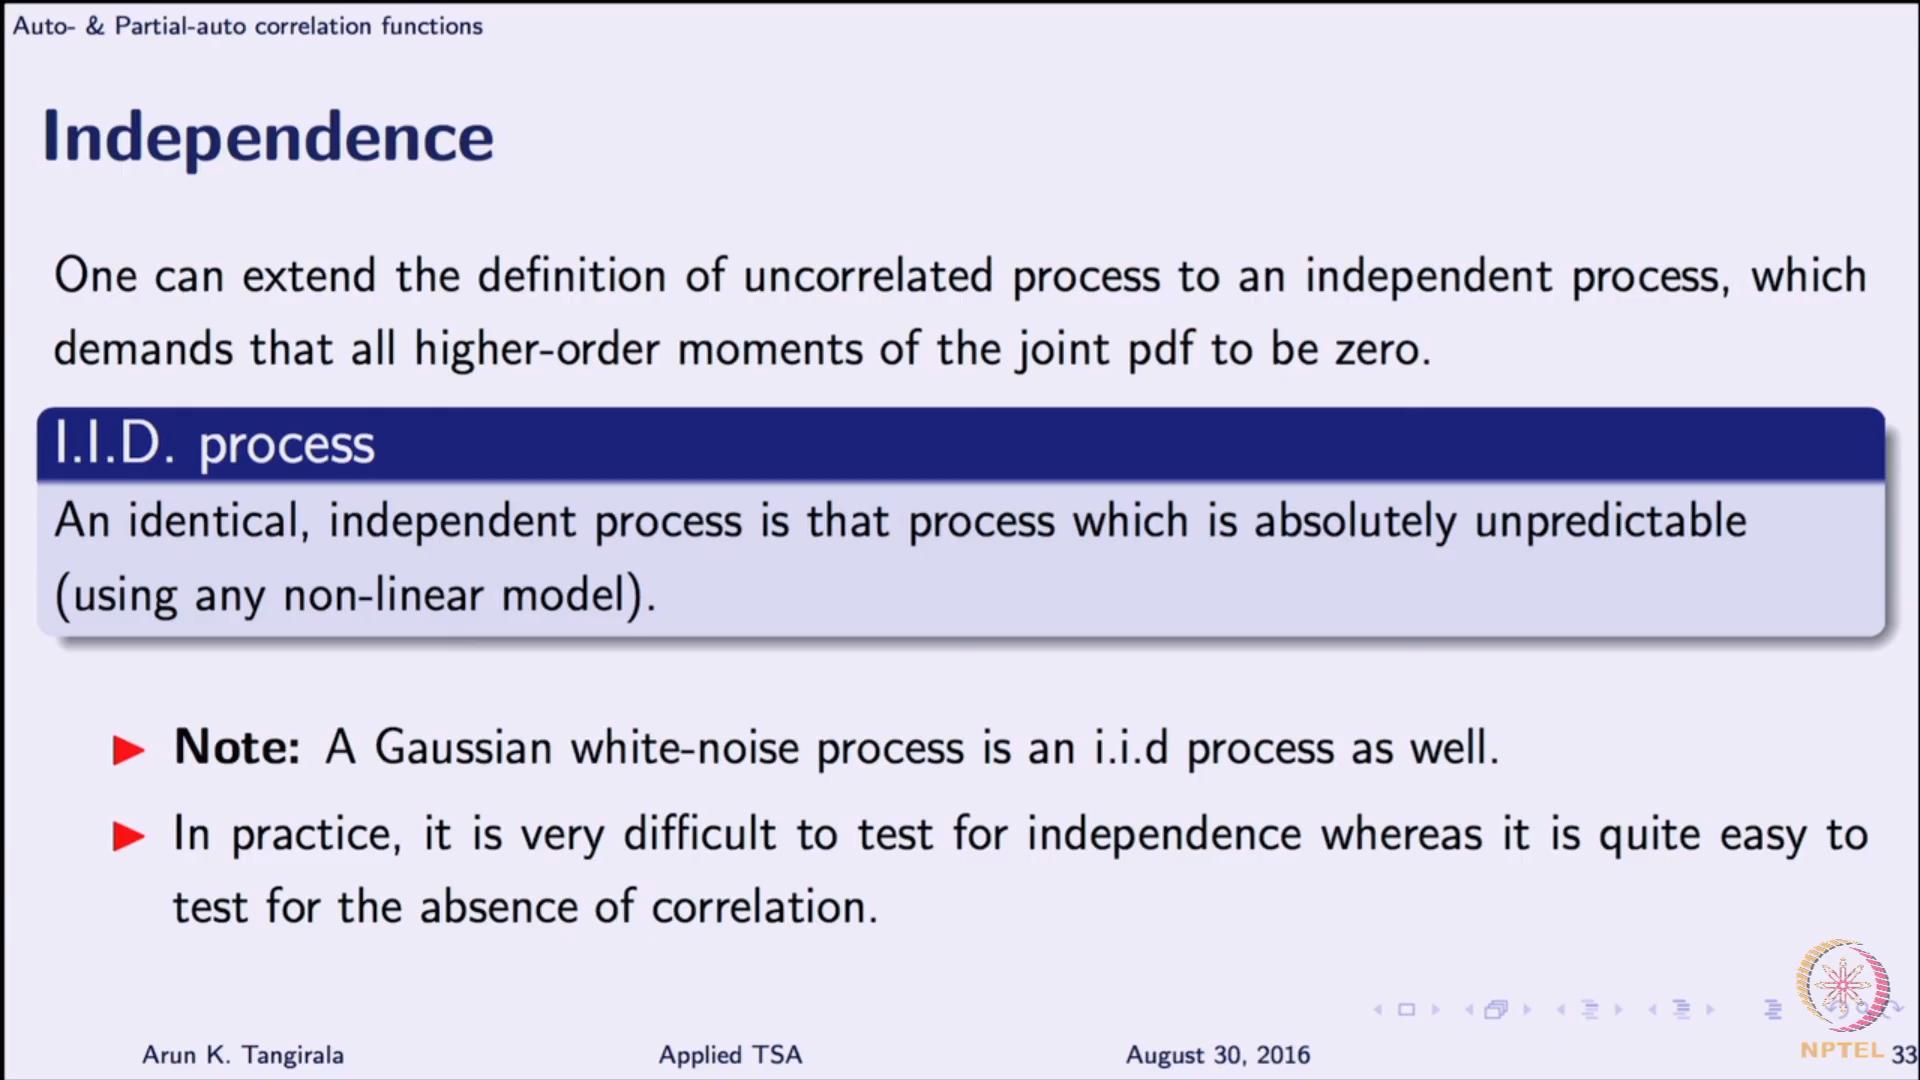 Auto- & Partial-auto correlation functions
Independence
One can extend the definition of uncorrelated process to an independent process, which
demands that all higher-order moments of the joint pdf to be zero.
I.I.D. process
An identical, independent process is that process which is absolutely unpredictable
(using any non-linear model).
Note: A Gaussian white-noise process is an i.i.d process as well.
In practice, it is very difficult to test for independence whereas it is quite easy to
test for the absence of correlation.
NPTEL
Arun K. Tangirala Applied TSA August 30, 2016 33